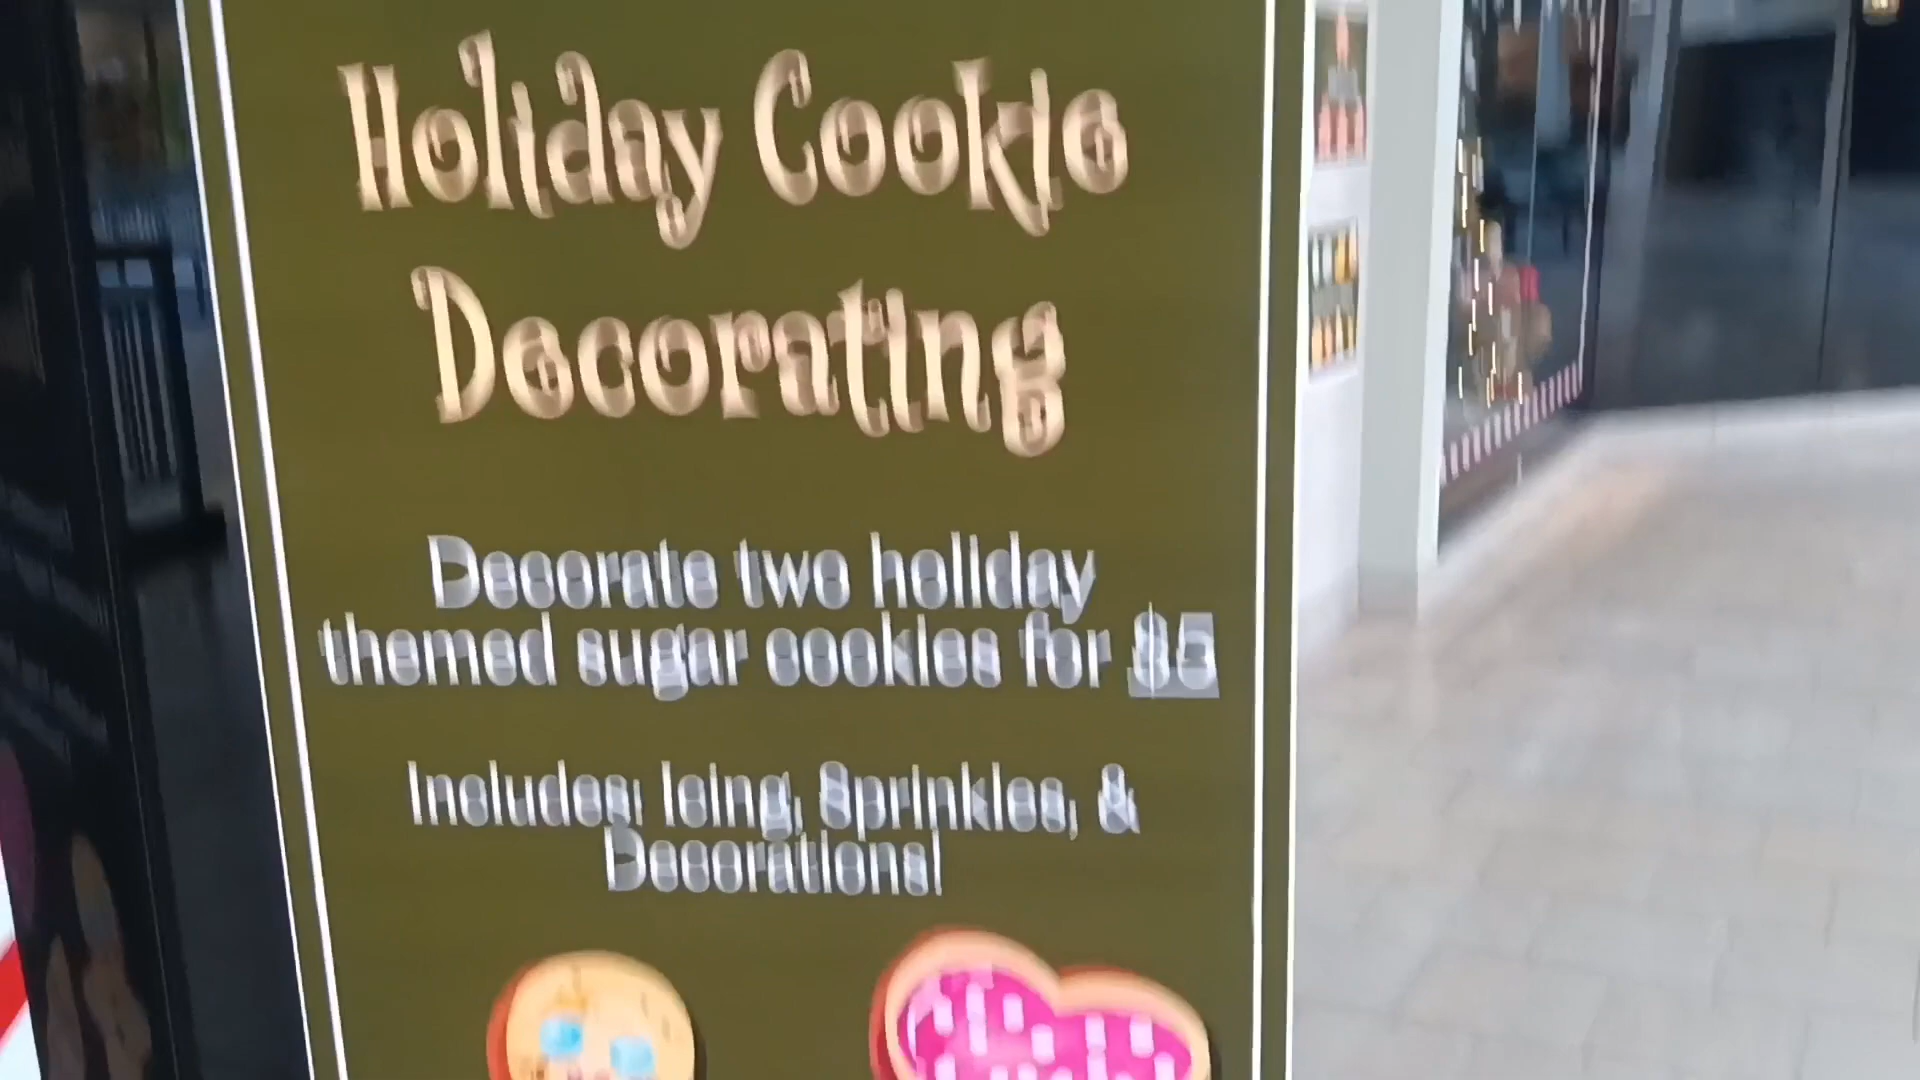 Holiday Cookie
Decorating
Decorate two holiday
themed sugar cookies for $5
Includes: Icing, Sprinkles, &
Decorations!